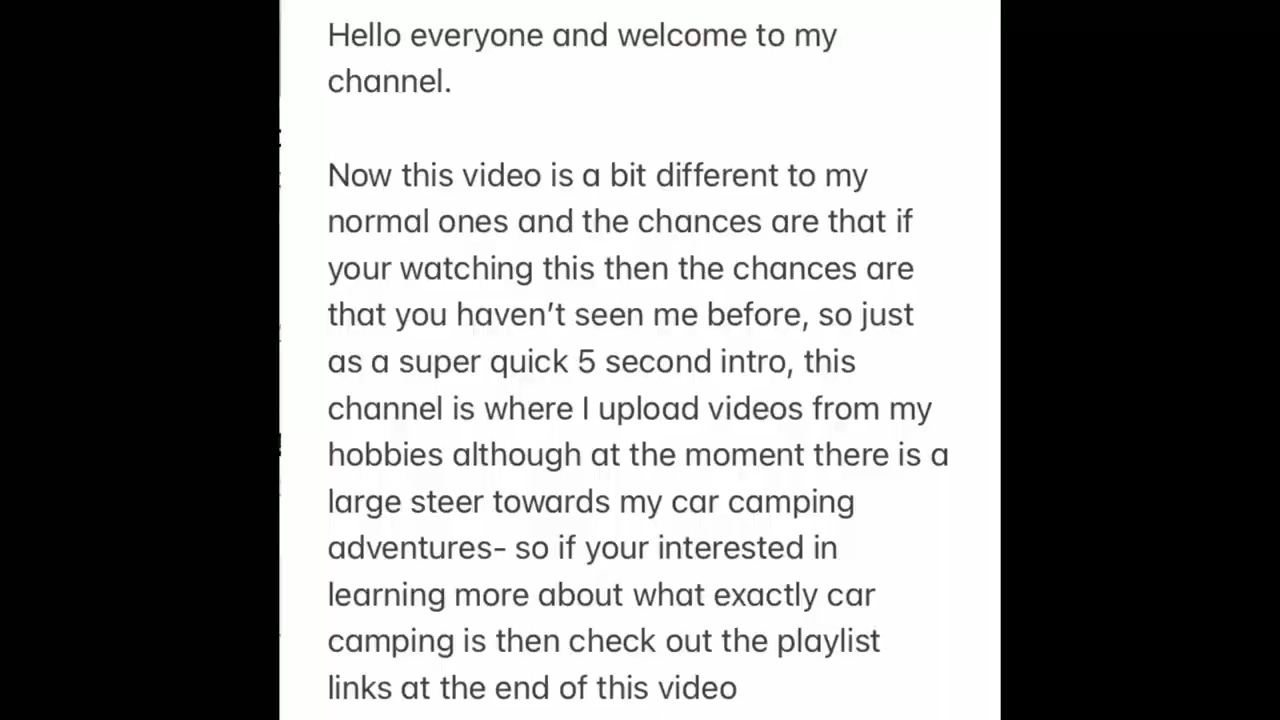 Hello everyone and welcome to my
channel.
Now this video is a bit different to my
normal ones and the chances are that if
your watching this then the chances are
that you haven’t seen me before, so just
as a super quick 5 second intro, this
channel is where I upload videos from my
hobbies although at the moment there is a
large steer towards my car camping
adventures- so if your interested in
learning more about what exactly car
camping is then check out the playlist
links at the end of this video